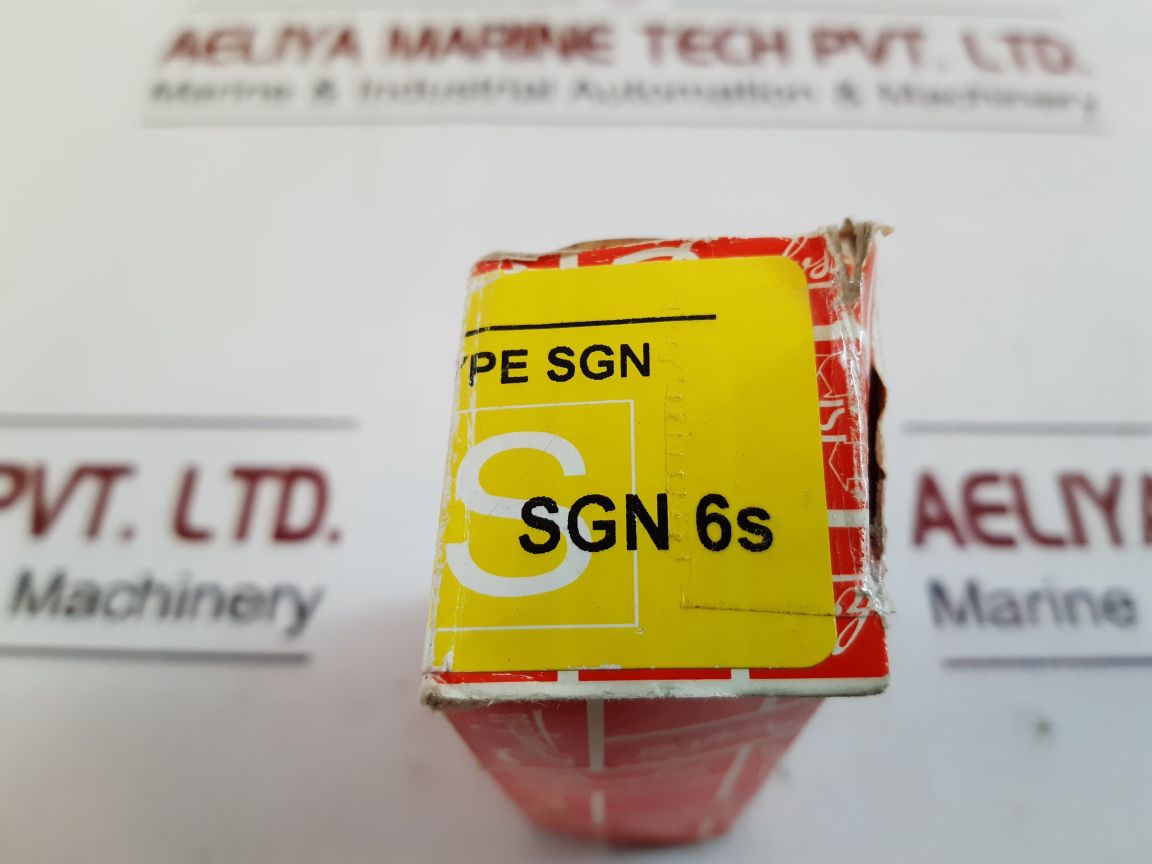 AELIYA MARINE TECH PVT. LTD.
Marine & Industrial Automation & Machinery
YPE SGN
S
SGN 6s
PVT. LTD.
Machinery
AELIYA
Marine